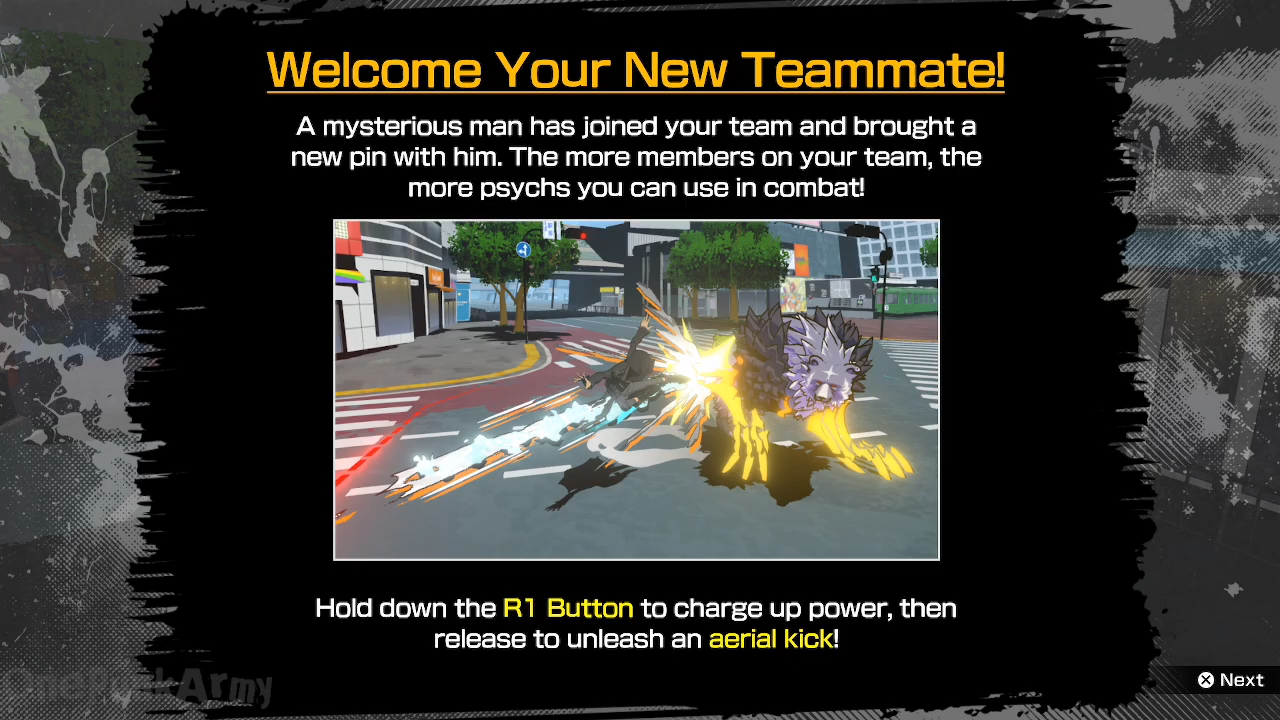 Welcome Your New Teammate!
A mysterious man has joined your team and brought a
new pin with him. The more members on your team, the
more psychs you can use in combat!
Hold down the R1 Button to charge up power, then
release to unleash an aerial kick!
Next